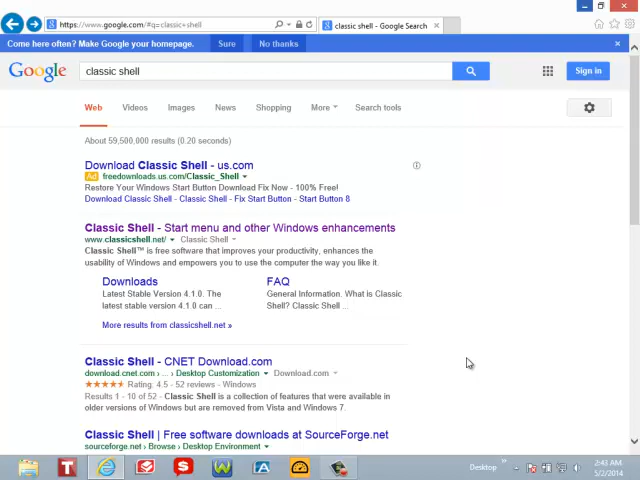 https://www.google.com/#q=classic+shell
classic shell - Google Search
Come here often? Make Google your homepage.
Sure
No thanks
Google
classic shell
Sign in
Web
Videos
Images
News
Shopping
More
Search tools
About 59,500,000 results (0.20 seconds)
Download Classic Shell - us.com
Ad freedownloads.us.com/Classic_Shell
Restore Your Windows Start Button Download Fix Now - 100% Free!
Download Classic Shell - Classic Shell - Fix Start Button - Start Button 8
Classic Shell - Start menu and other Windows enhancements
www.classicshell.net/ Classic Shell
Classic Shell™ is free software that improves your productivity, enhances the
usability of Windows and empowers you to use the computer the way you like it.
Downloads
Latest Stable Version 4.1.0. The
latest stable version 4.1.0 can ...
FAQ
General Information. What is Classic
Shell? Classic Shell ...
More results from classicshell.net »
Classic Shell - CNET Download.com
download.cnet.com › ... › Desktop Customization Download.com
Rating: 4.5 - 52 reviews - Windows
Results 1 - 10 of 52 - Classic Shell is a collection of features that were available in
older versions of Windows but are removed from Vista and Windows 7.
Classic Shell | Free software downloads at SourceForge.net
sourceforge.net › Browse › Desktop Environment
Desktop
2:43 AM
5/2/2014